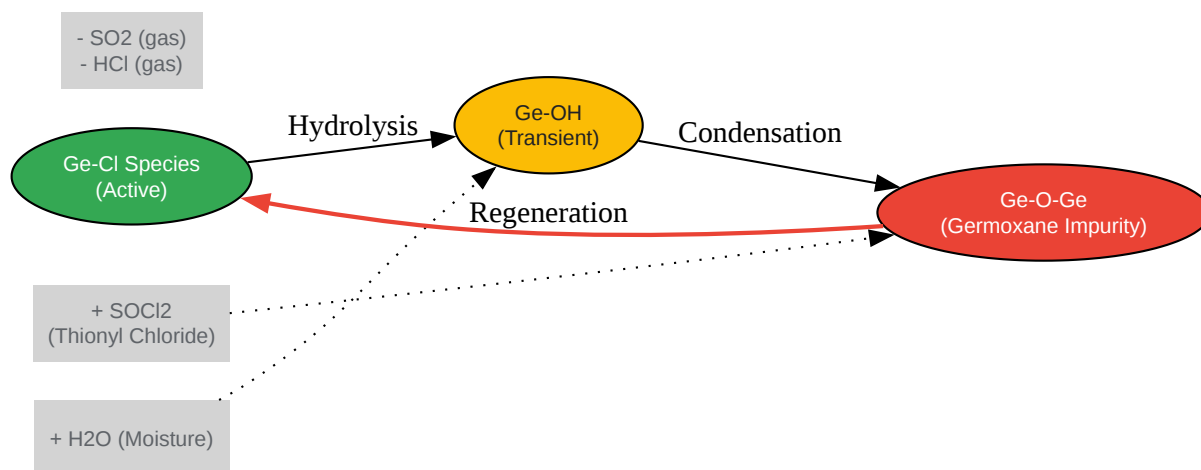 - SO2 (gas)
- HCl (gas)
Ge-OH
(Transient)
Hydrolysis
Condensation
Ge-Cl Species
(Active)
Ge-O-Ge
(Germoxane Impurity)
Regeneration
+ SOCl2
(Thionyl Chloride)
+ H2O (Moisture)